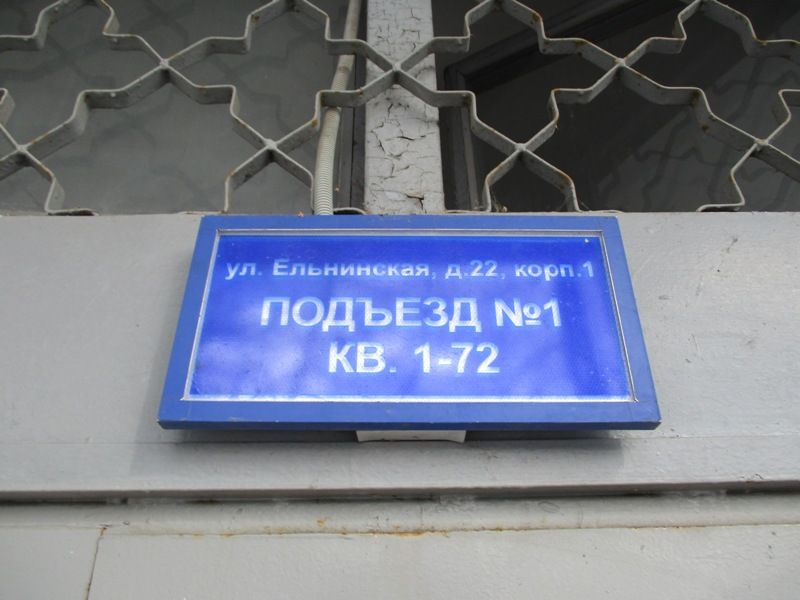 ул. Ельнинская, д.22, корп.1
ПОДЪЕЗД №1
КВ. 1-72